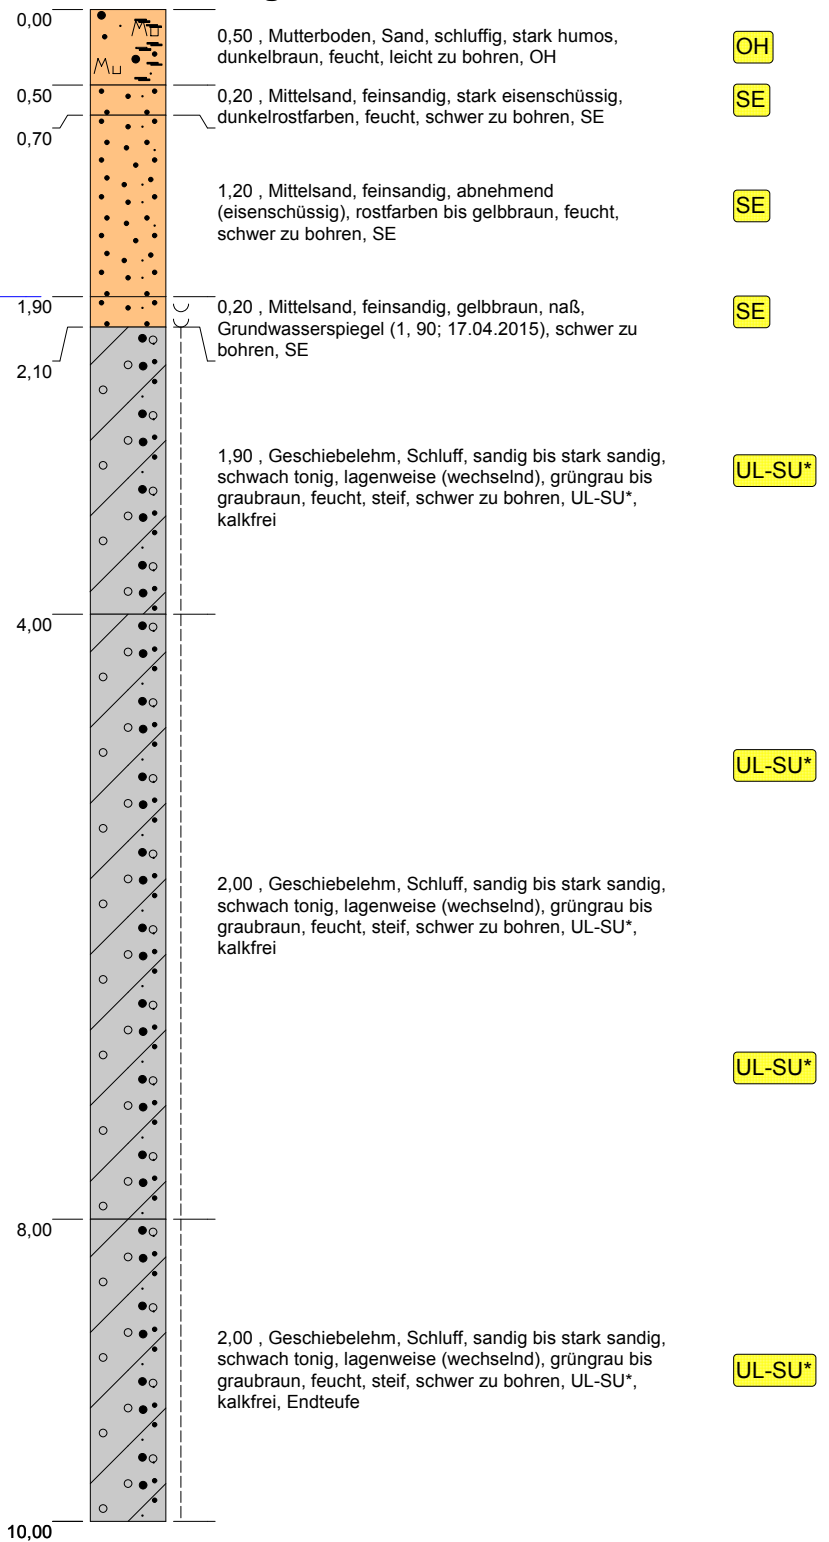 0,00
0,50 , Mutterboden, Sand, schluffig, stark humos,
dunkelbraun, feucht, leicht zu bohren, OH
OH
0,50
0,20 , Mittelsand, feinsandig, stark eisenschüssig,
dunkelrostfarben, feucht, schwer zu bohren, SE
SE
0,70
1,20 , Mittelsand, feinsandig, abnehmend
(eisenschüssig), rostfarben bis gelbbraun, feucht,
schwer zu bohren, SE
SE
1,90
0,20 , Mittelsand, feinsandig, gelbbraun, naß,
Grundwasserspiegel (1, 90; 17.04.2015), schwer zu
bohren, SE
SE
2,10
1,90 , Geschiebelehm, Schluff, sandig bis stark sandig,
schwach tonig, lagenweise (wechselnd), grüngrau bis
graubraun, feucht, steif, schwer zu bohren, UL-SU*,
kalkfrei
UL-SU*
4,00
UL-SU*
2,00 , Geschiebelehm, Schluff, sandig bis stark sandig,
schwach tonig, lagenweise (wechselnd), grüngrau bis
graubraun, feucht, steif, schwer zu bohren, UL-SU*,
kalkfrei
UL-SU*
8,00
2,00 , Geschiebelehm, Schluff, sandig bis stark sandig,
schwach tonig, lagenweise (wechselnd), grüngrau bis
graubraun, feucht, steif, schwer zu bohren, UL-SU*,
kalkfrei, Endteufe
UL-SU*
10,00